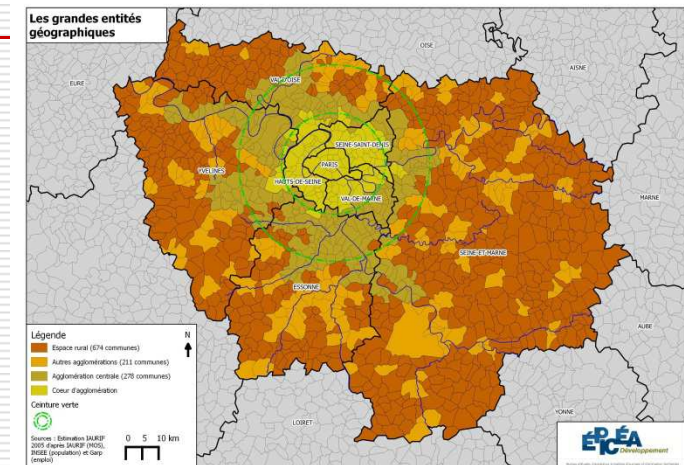 Les grandes entités
géographiques
OISE
AISNE
EURE
VAL-D'OISE
SEINE-SAINT-DENIS
PARIS
YVELINES
HAUTS-DE-SEINE
VAL-DE-MARNE
MARNE
SEINE-ET-MARNE
ESSONNE
AUBE
YONNE
LOIRET
Légende
Espace rural (674 communes)
Autres agglomérations (211 communes)
Agglomération centrale (278 communes)
Coeur d'agglomération
Ceinture verte
Sources : Estimation IAURIF
2005 d'après IAURIF (MOS),
INSEE (population) et Garp
(emploi)
N
0 5 10 km
ÉPICÉA
Développement